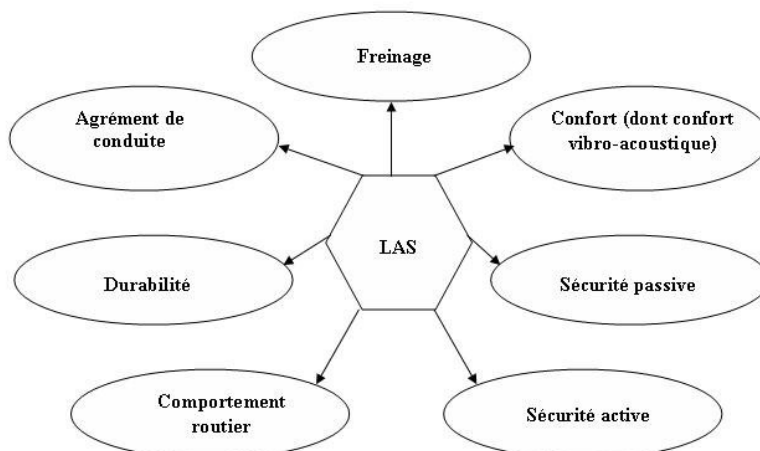 Freinage
Agrément de
conduite
Confort (dont confort
vibro-acoustique)
LAS
Durabilité
Sécurité passive
Comportement
routier
Sécurité active